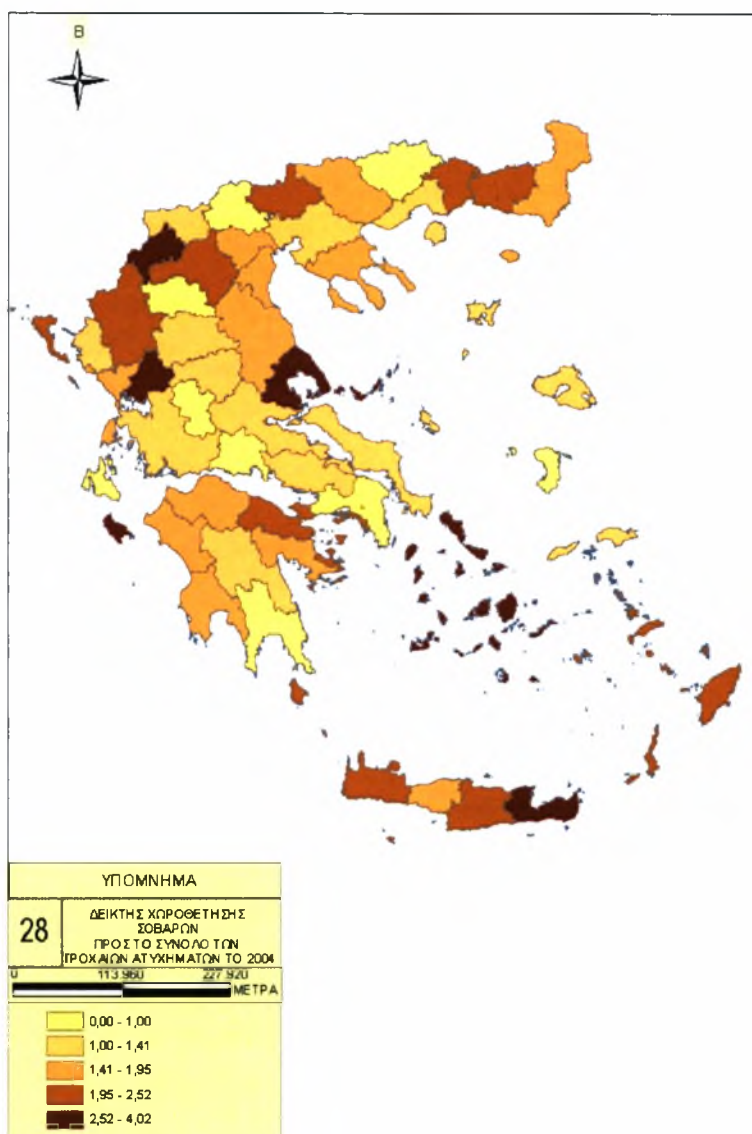 Β
ΥΠΟΜΝΗΜΑ
28
ΔΕΙΚΤΗΣ ΧΩΡΟΘΕΤΗΣΗΣ
ΣΟΒΑΡΩΝ
ΠΡΟΣ ΤΟ ΣΥΝΟΛΟ ΤΩΝ
ΤΡΟΧΑΙΩΝ ΑΤΥΧΗΜΑΤΩΝ ΤΟ 2004
0 113.960 227.920
ΜΕΤΡΑ
0,00 - 1,00
1,00 - 1,41
1,41 - 1,95
1,95 - 2,52
2,52 - 4,02